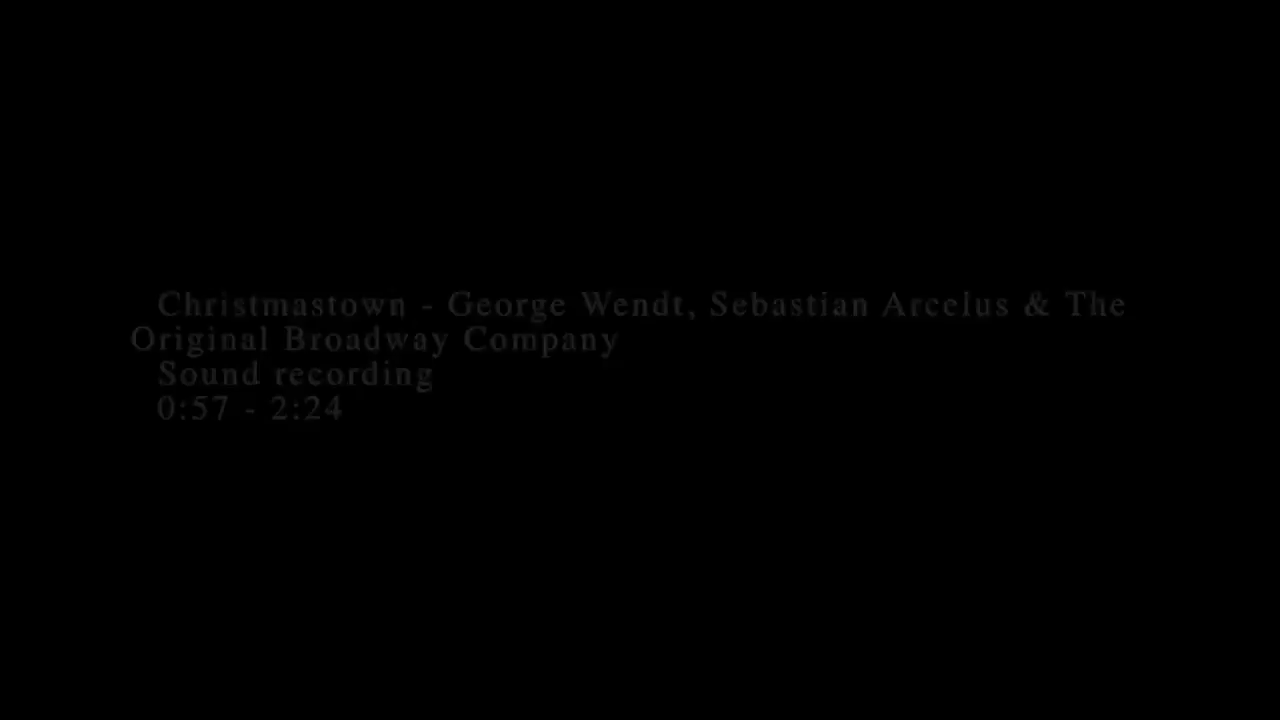 Christmastown - George Wendt, Sebastian Arcelus & The
Original Broadway Company
Sound recording
0:57 - 2:24